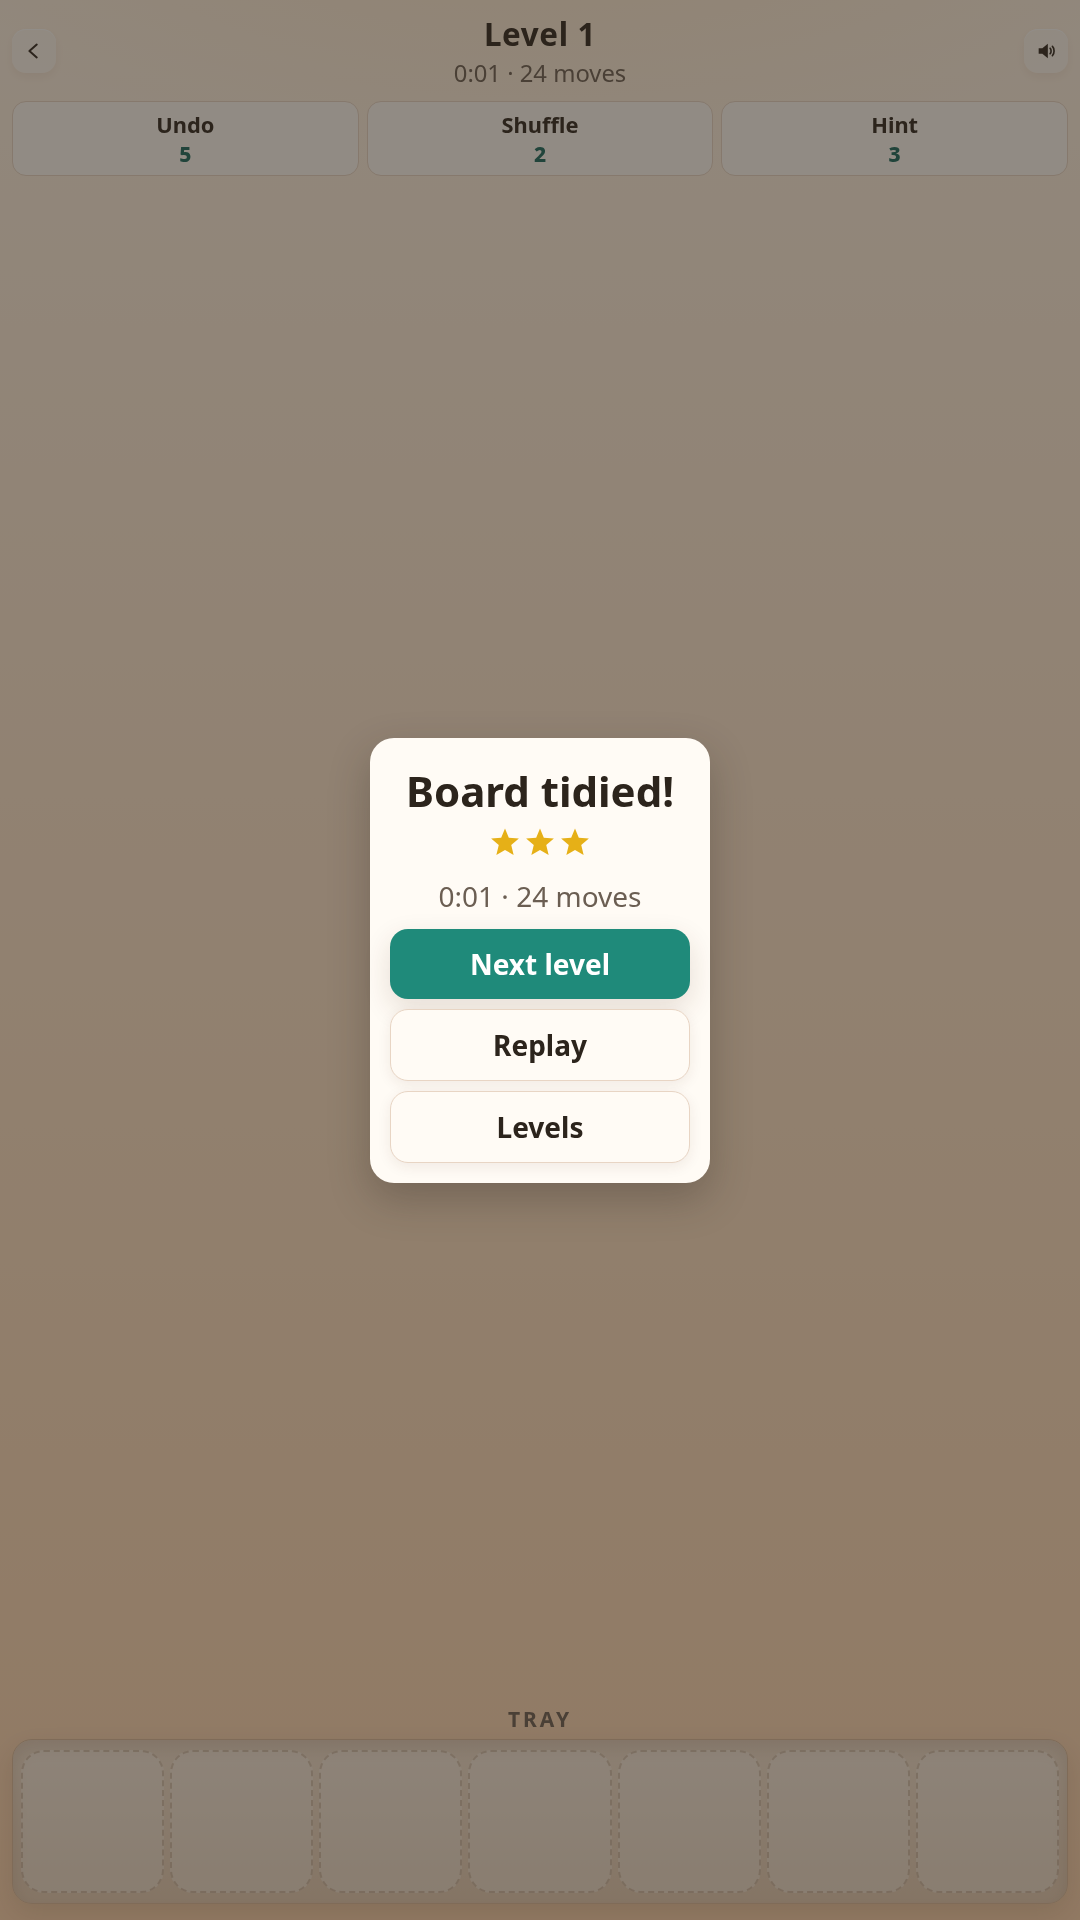 Level 1
0:01 · 24 moves
Undo
5
Shuffle
2
Hint
3
Board tidied!
0:01 · 24 moves
Next level
Replay
Levels
TRAY